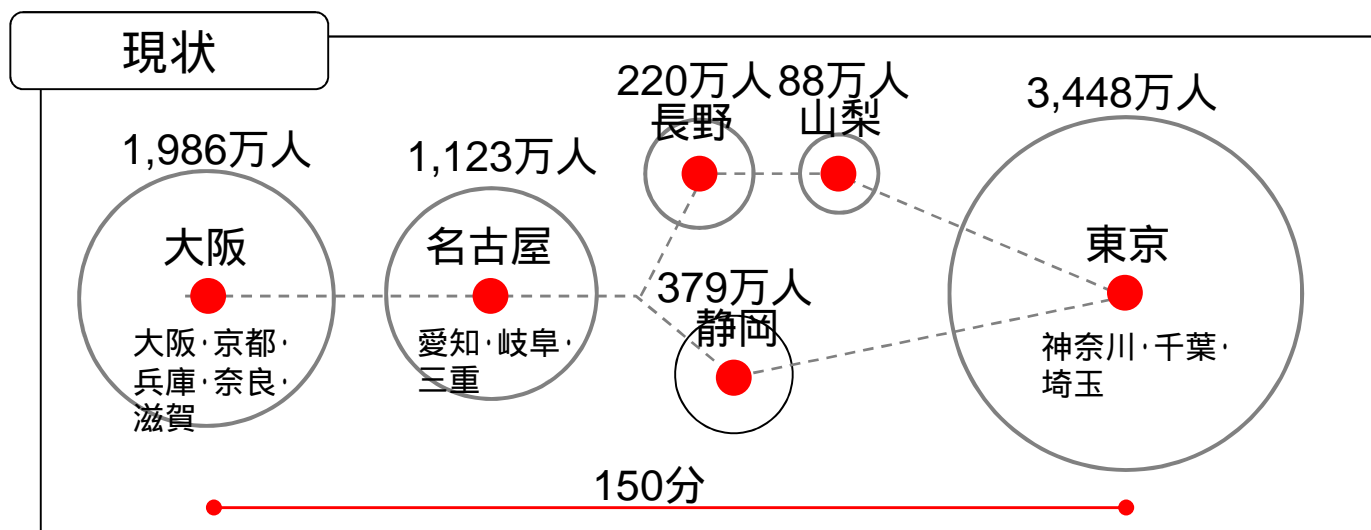 現状
1,986万人
大阪
大阪･京都･
兵庫･奈良･
滋賀
1,123万人
名古屋
愛知･岐阜･
三重
220万人
長野
88万人
山梨
379万人
静岡
3,448万人
東京
神奈川･千葉･
埼玉
150分